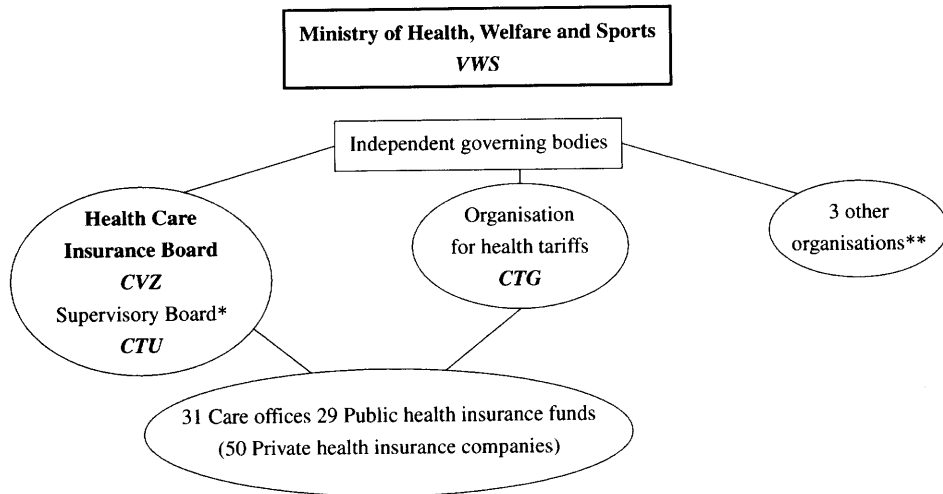 Ministry of Health, Welfare and Sports
VWS
Independent governing bodies
Health Care
Insurance Board
CVZ
Supervisory Board*
CTU
Organisation
for health tariffs
CTG
3 other
organisations**
31 Care offices 29 Public health insurance funds
(50 Private health insurance companies)